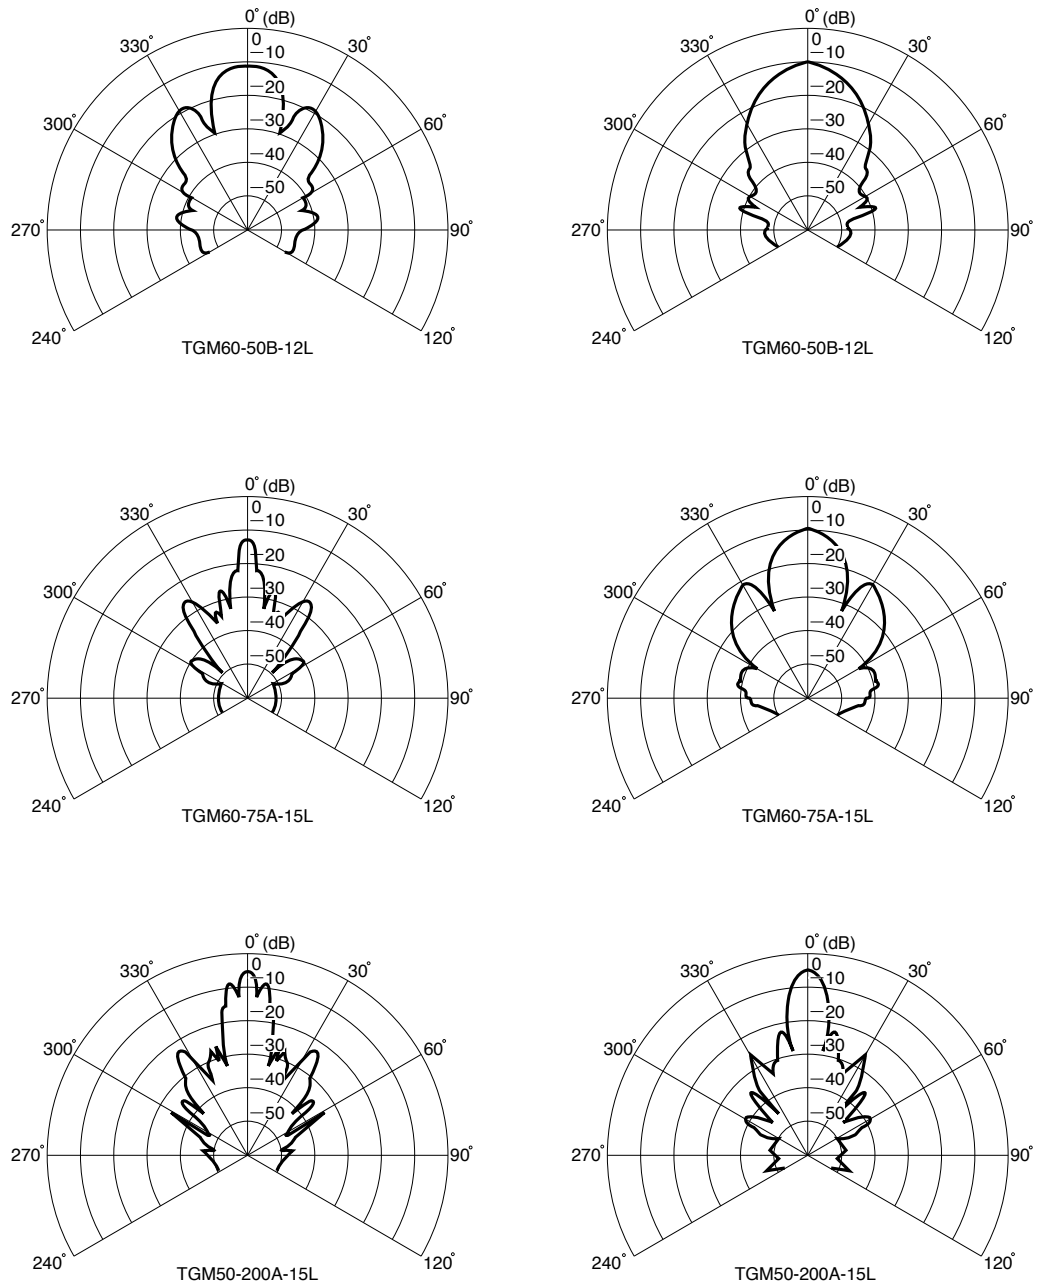 0° (dB) 0° (dB)
330° 0 30° 330° 0 30°
—10 —10
—20 —20
300° —30 60° 300° —30 60°
—40 —40
—50 —50
270° 90° 270° 90°
240° 120° 240° 120°
TGM60-50B-12L TGM60-50B-12L
0° (dB) 0° (dB)
330° 0 30° 330° 0 30°
—10 —10
—20 —20
300° —30 60° 300° —30 60°
—40 —40
—50 —50
270° 90° 270° 90°
240° 120° 240° 120°
TGM60-75A-15L TGM60-75A-15L
0° (dB) 0° (dB)
330° 0 30° 330° 0 30°
—10 —10
—20 —20
300° —30 60° 300° —30 60°
—40 —40
—50 —50
270° 90° 270° 90°
240° 120° 240° 120°
TGM50-200A-15L TGM50-200A-15L